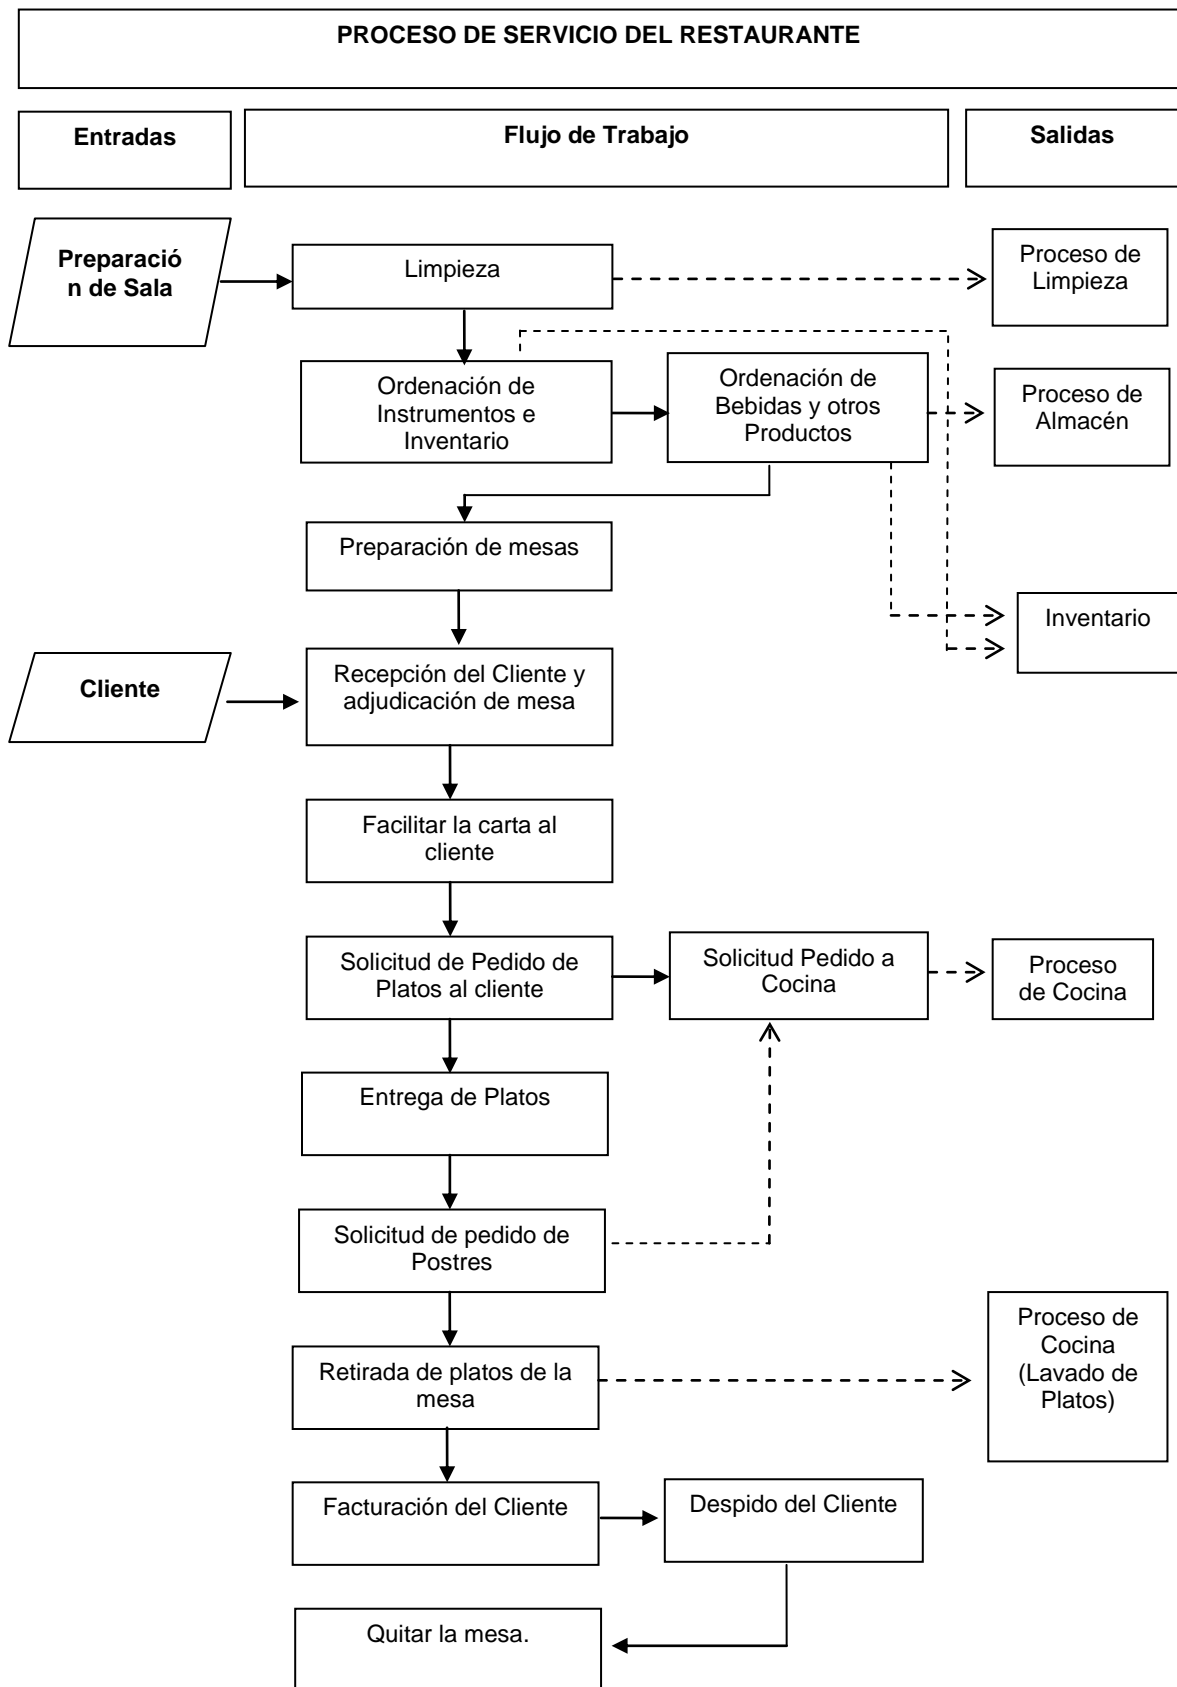 PROCESO DE SERVICIO DEL RESTAURANTE
Entradas
Flujo de Trabajo
Salidas
Preparació
n de Sala
Limpieza
Proceso de
Limpieza
Ordenación de
Instrumentos e
Inventario
Ordenación de
Bebidas y otros
Productos
Proceso de
Almacén
Preparación de mesas
Inventario
Cliente
Recepción del Cliente y
adjudicación de mesa
Facilitar la carta al
cliente
Solicitud de Pedido de
Platos al cliente
Solicitud Pedido a
Cocina
Proceso
de Cocina
Entrega de Platos
Solicitud de pedido de
Postres
Retirada de platos de la
mesa
Proceso de
Cocina
(Lavado de
Platos)
Facturación del Cliente
Despido del Cliente
Quitar la mesa.